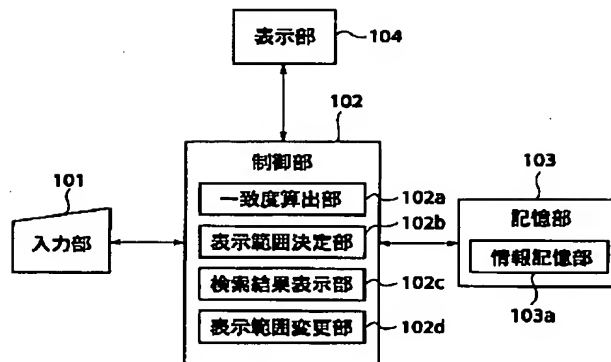 表示部
104
102
制御部
101
入力部
一致度算出部
102a
102b
表示範囲決定部
検索結果表示部
102c
表示範囲変更部
102d
103
記憶部
情報記憶部
103a